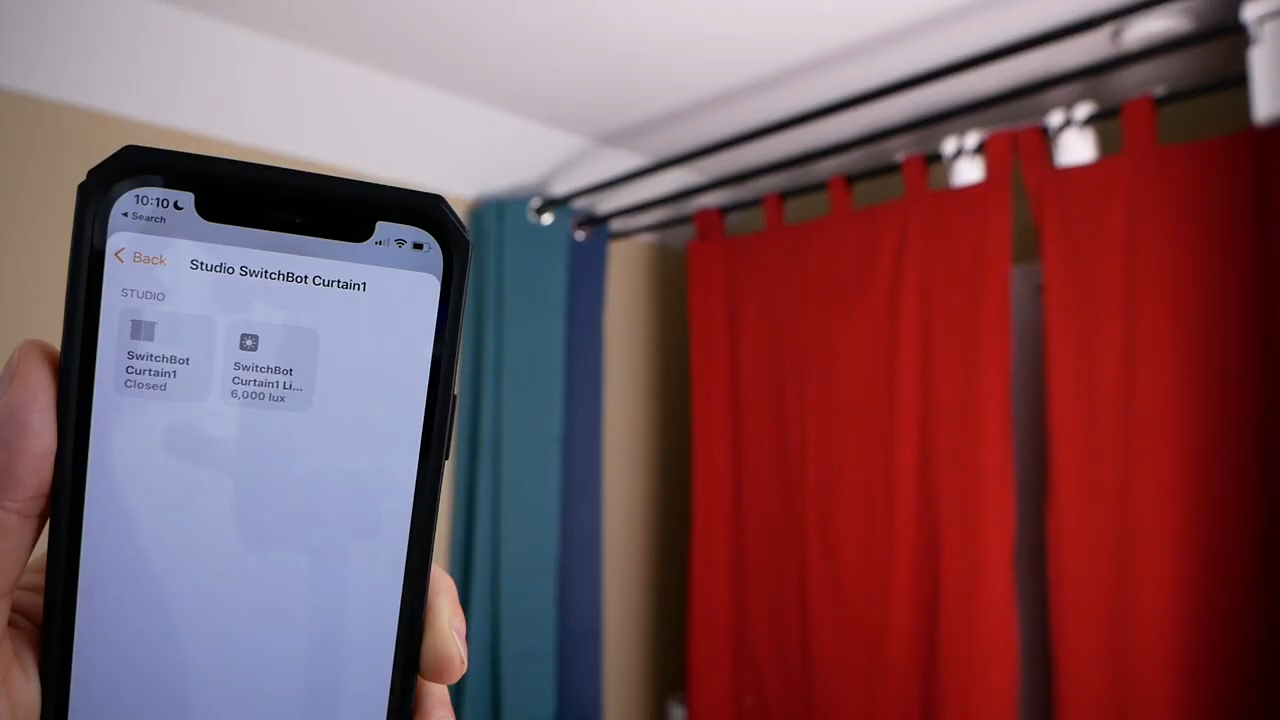 10:10
Search
Back
Studio SwitchBot Curtain1
STUDIO
SwitchBot
Curtain1
Closed
SwitchBot
Curtain1 Li...
6,000 lux